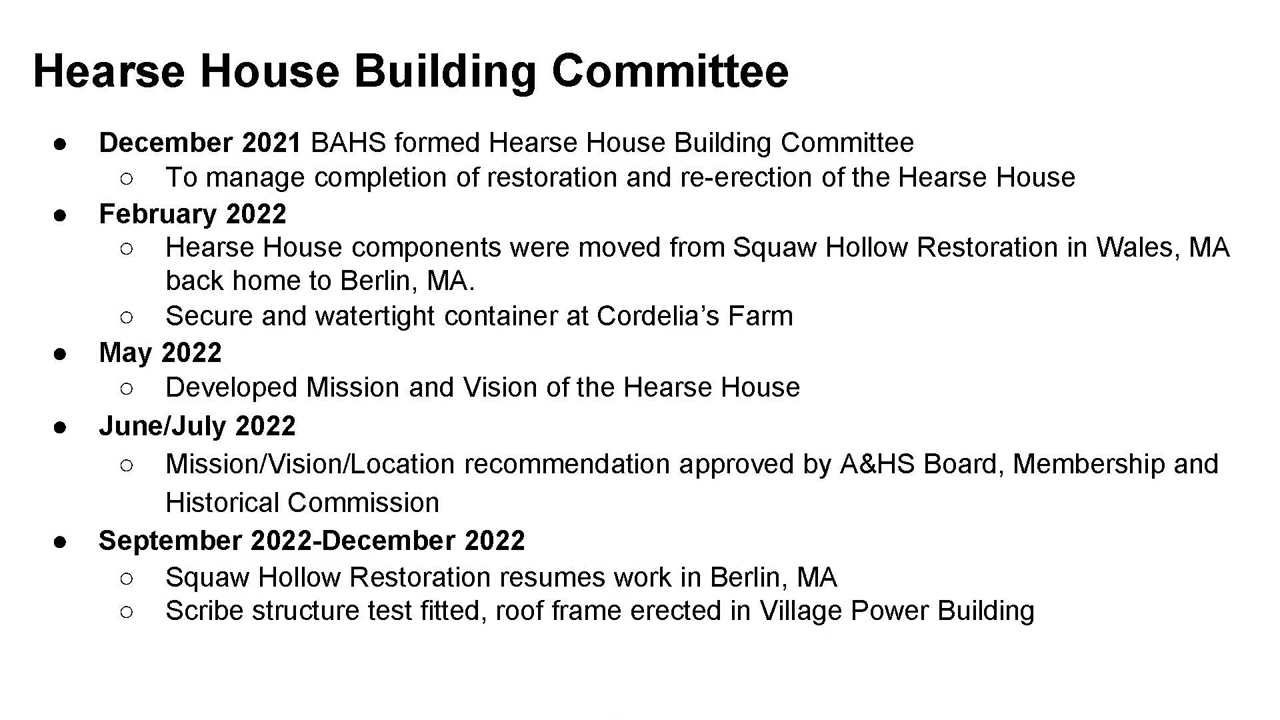 Hearse House Building Committee
● December 2021 BAHS formed Hearse House Building Committee
○ To manage completion of restoration and re-erection of the Hearse House
● February 2022
○ Hearse House components were moved from Squaw Hollow Restoration in Wales, MA
back home to Berlin, MA.
○ Secure and watertight container at Cordelia’s Farm
● May 2022
○ Developed Mission and Vision of the Hearse House
● June/July 2022
○ Mission/Vision/Location recommendation approved by A&HS Board, Membership and
Historical Commission
● September 2022-December 2022
○ Squaw Hollow Restoration resumes work in Berlin, MA
○ Scribe structure test fitted, roof frame erected in Village Power Building